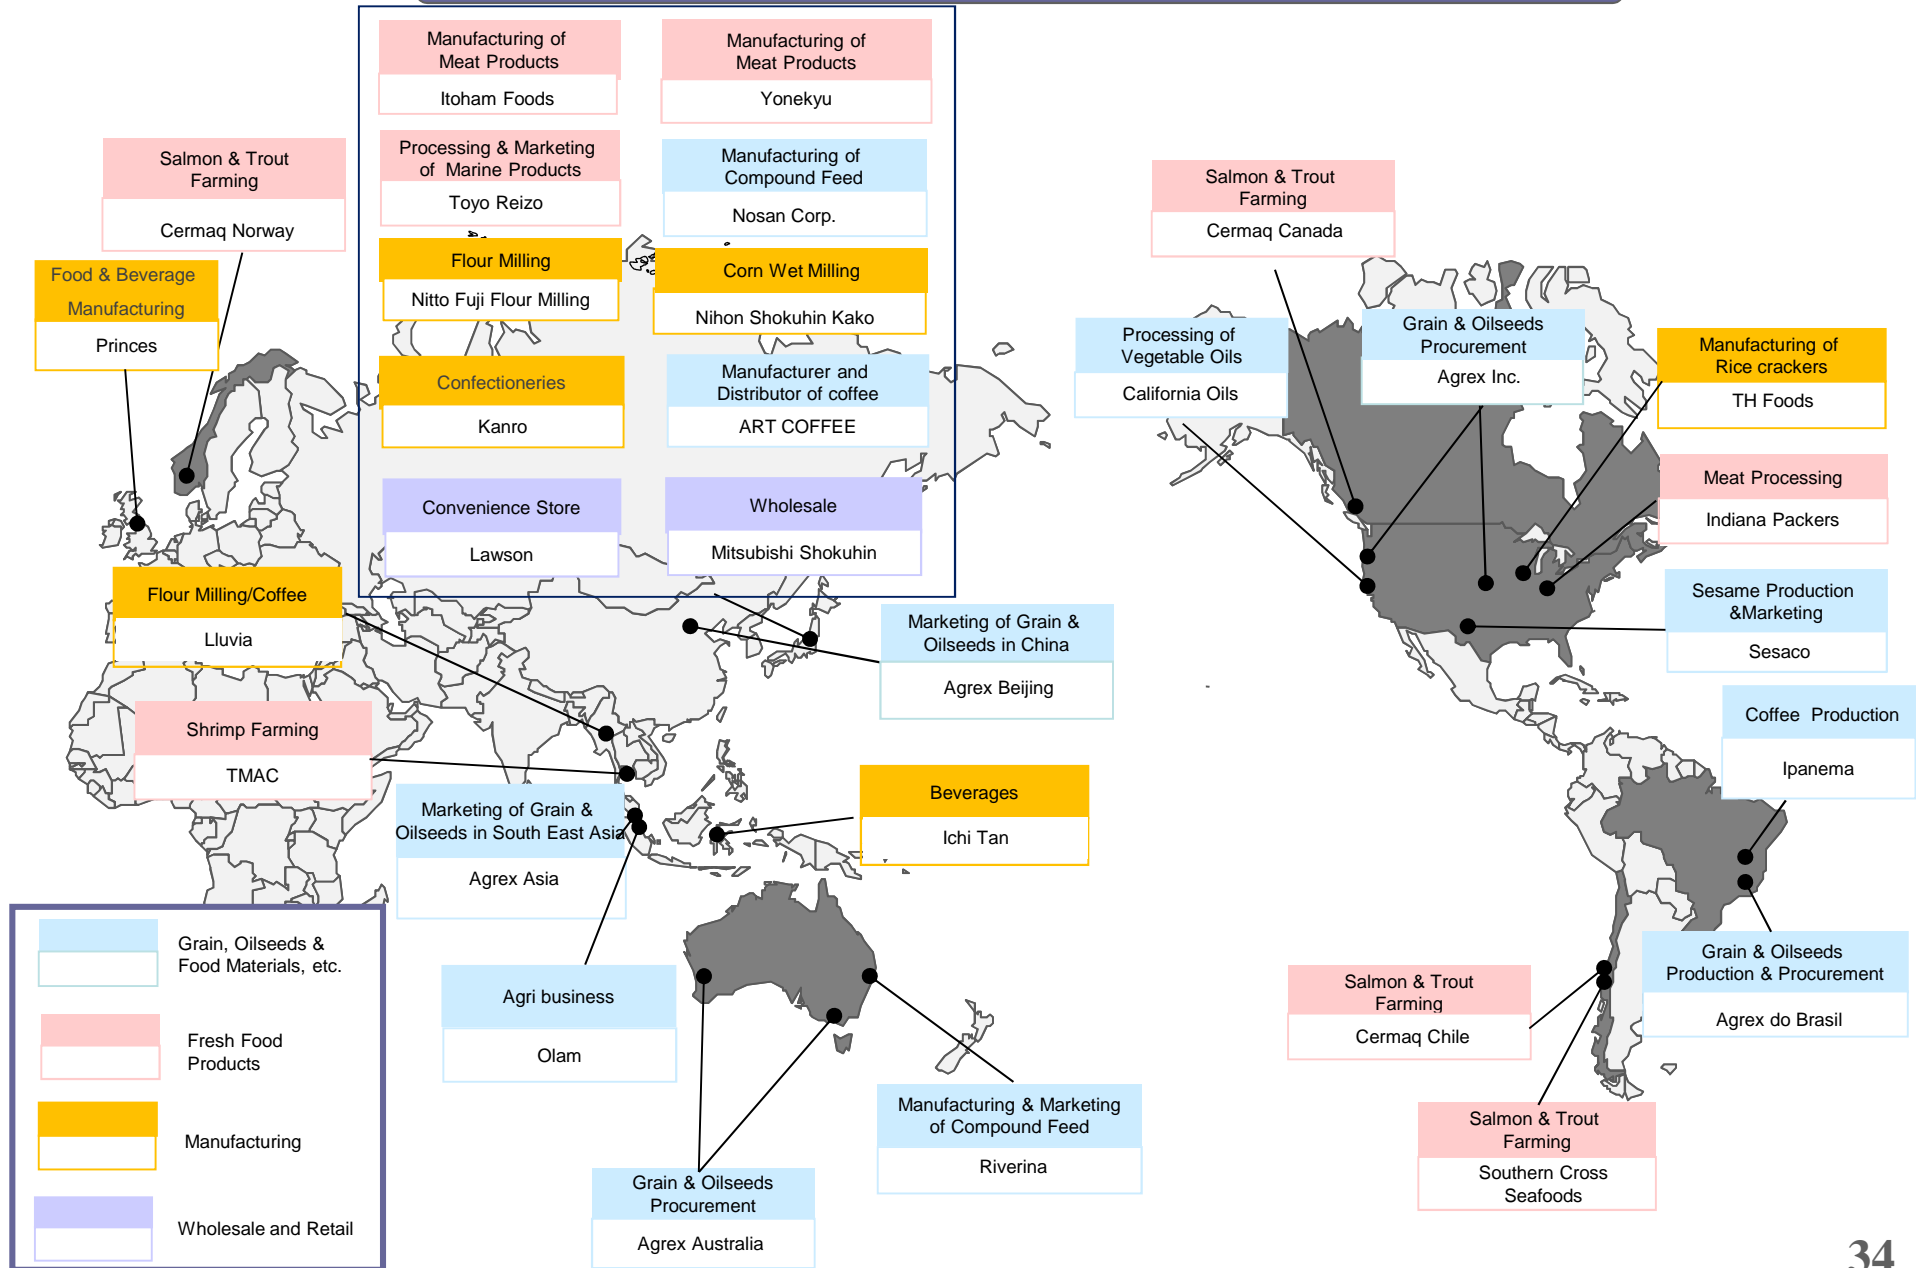 Manufacturing of
Meat Products
Itoham Foods
Manufacturing of
Meat Products
Yonekyu
Processing & Marketing
of Marine Products
Toyo Reizo
Manufacturing of
Compound Feed
Nosan Corp.
Flour Milling
Nitto Fuji Flour Milling
Corn Wet Milling
Nihon Shokuhin Kako
Confectioneries
Kanro
Manufacturer and
Distributor of coffee
ART COFFEE
Convenience Store
Lawson
Wholesale
Mitsubishi Shokuhin
Salmon & Trout
Farming
Cermaq Norway
Food & Beverage
Manufacturing
Princes
Flour Milling/Coffee
Lluvia
Shrimp Farming
TMAC
Marketing of Grain &
Oilseeds in China
Agrex Beijing
Marketing of Grain &
Oilseeds in South East Asia
Agrex Asia
Beverages
Ichi Tan
Agri business
Olam
Grain & Oilseeds
Procurement
Agrex Australia
Manufacturing & Marketing
of Compound Feed
Riverina
Salmon & Trout
Farming
Cermaq Canada
Processing of
Vegetable Oils
California Oils
Grain & Oilseeds
Procurement
Agrex Inc.
Manufacturing of
Rice crackers
TH Foods
Meat Processing
Indiana Packers
Sesame Production
&Marketing
Sesaco
Coffee Production
Ipanema
Grain & Oilseeds
Production & Procurement
Agrex do Brasil
Salmon & Trout
Farming
Cermaq Chile
Salmon & Trout
Farming
Southern Cross
Seafoods
Grain, Oilseeds &
Food Materials, etc.
Fresh Food
Products
Manufacturing
Wholesale and Retail
34